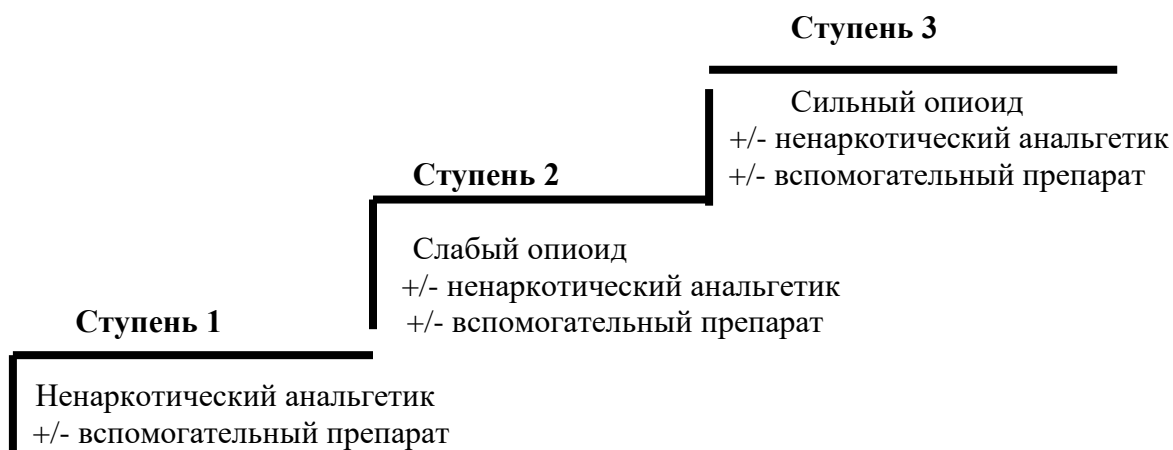 Ступень 3
Сильный опиоид
+/- ненаркотический анальгетик
+/- вспомогательный препарат
Ступень 2
Слабый опиоид
+/- ненаркотический анальгетик
+/- вспомогательный препарат
Ступень 1
Ненаркотический анальгетик
+/- вспомогательный препарат